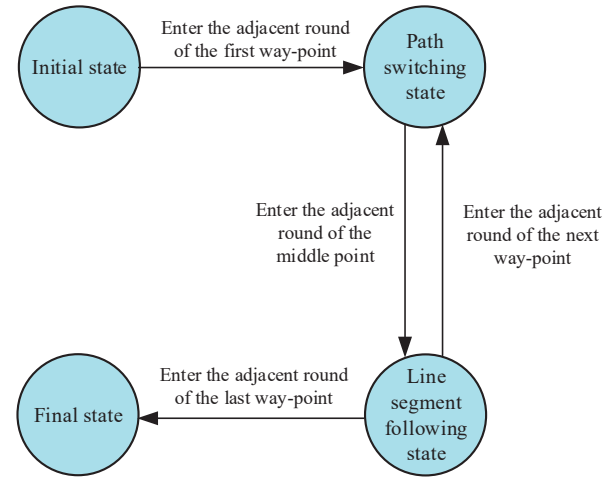 Initial state
Enter the adjacent round
of the first way-point
Path
switching
state
Enter the adjacent
round of the
middle point
Enter the adjacent
round of the next
way-point
Final state
Enter the adjacent round
of the last way-point
Line
segment
following
state